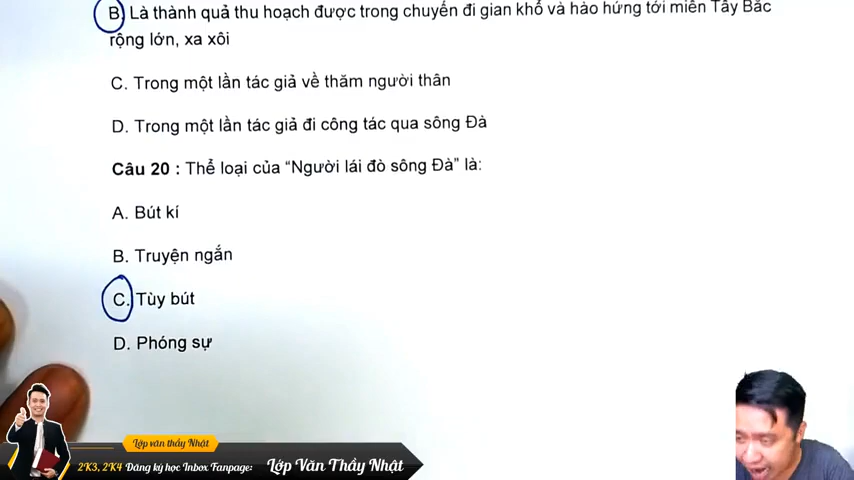 B. Là thành quả thu hoạch được trong chuyến đi gian khổ và hào hứng tới miền Tây Bắc
rộng lớn, xa xôi
C. Trong một lần tác giả về thăm người thân
D. Trong một lần tác giả đi công tác qua sông Đà
Câu 20 : Thể loại của “Người lái đò sông Đà” là:
A. Bút kí
B. Truyện ngắn
C. Tùy bút
D. Phóng sự
Lớp văn thầy Nhật
2K3, 2K4 Đăng ký học Inbox Fanpage: Lớp Văn Thầy Nhật